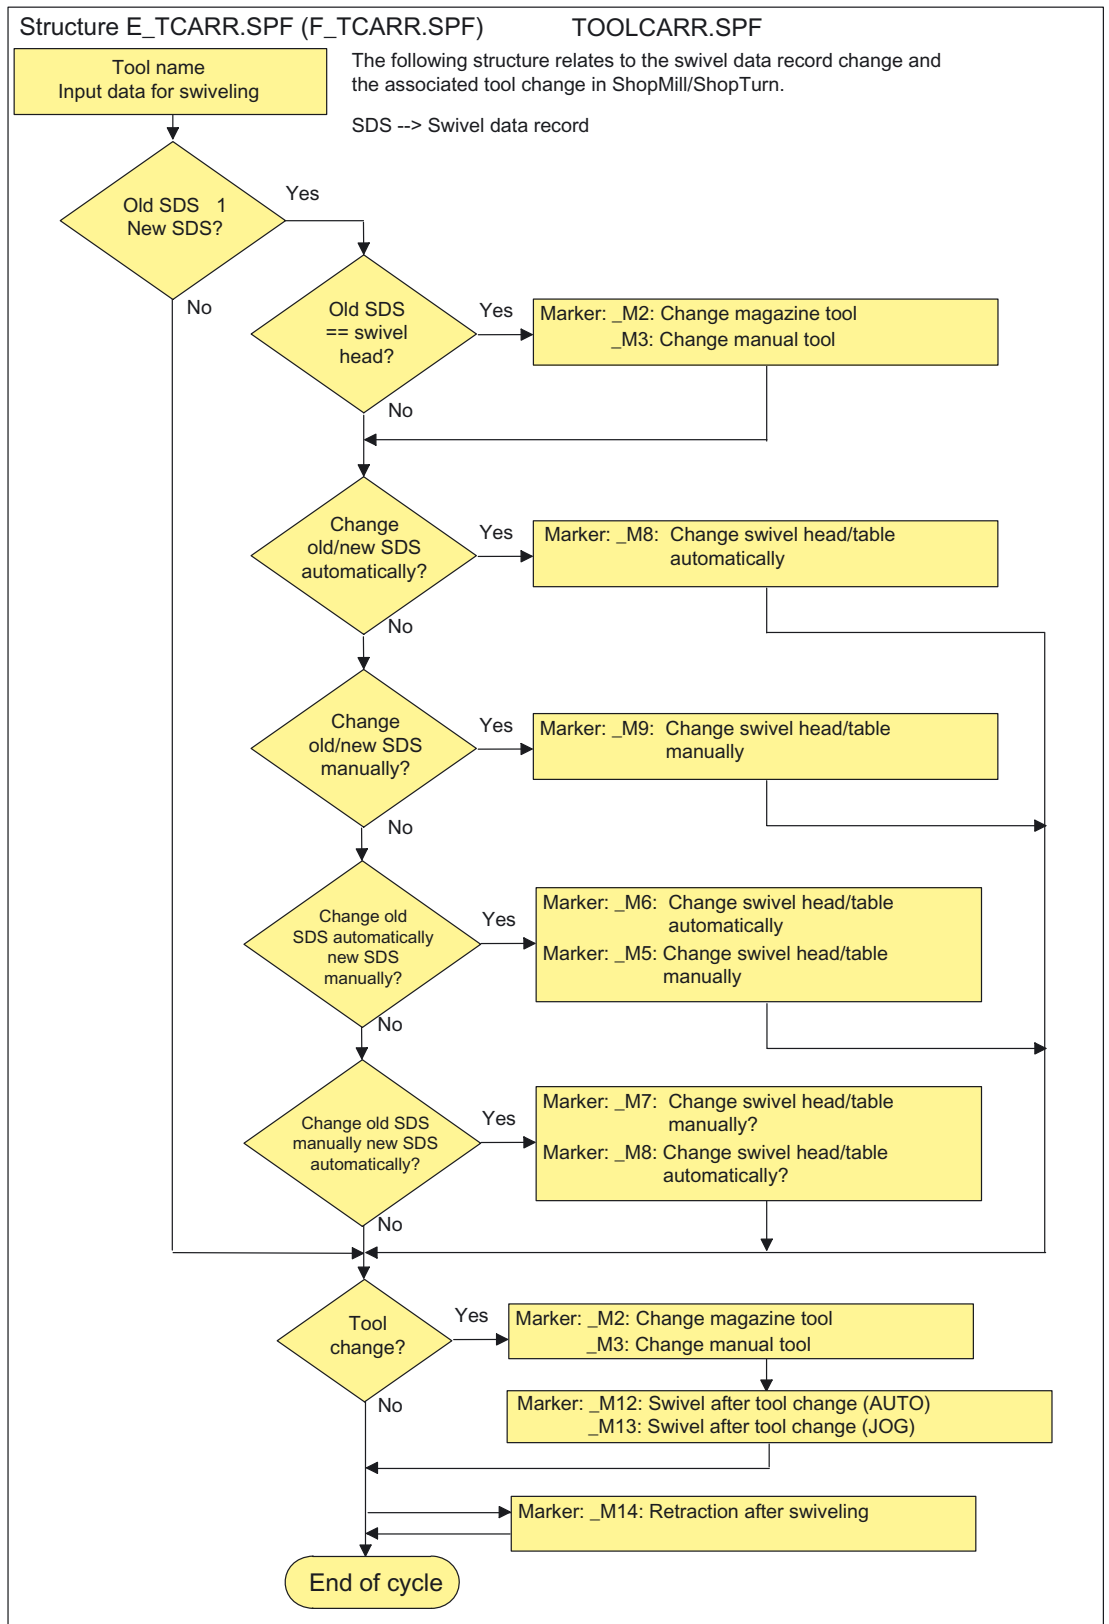 Structure E_TCARR.SPF (F_TCARR.SPF) TOOLCARR.SPF
Tool name
Input data for swiveling
The following structure relates to the swivel data record change and
the associated tool change in ShopMill/ShopTurn.
SDS --> Swivel data record
Old SDS 1
New SDS?
Yes
No
Old SDS
== swivel
head?
Yes
No
Marker: _M2: Change magazine tool
_M3: Change manual tool
Change
old/new SDS
automatically?
Yes
No
Marker: _M8: Change swivel head/table
automatically
Change
old/new SDS
manually?
Yes
No
Marker: _M9: Change swivel head/table
manually
Change old
SDS automatically
new SDS
manually?
Yes
No
Marker: _M6: Change swivel head/table
automatically
Marker: _M5: Change swivel head/table
manually
Change old SDS
manually new SDS
automatically?
Yes
No
Marker: _M7: Change swivel head/table
manually?
Marker: _M8: Change swivel head/table
automatically?
Tool
change?
Yes
No
Marker: _M2: Change magazine tool
_M3: Change manual tool
Marker: _M12: Swivel after tool change (AUTO)
_M13: Swivel after tool change (JOG)
Marker: _M14: Retraction after swiveling
End of cycle